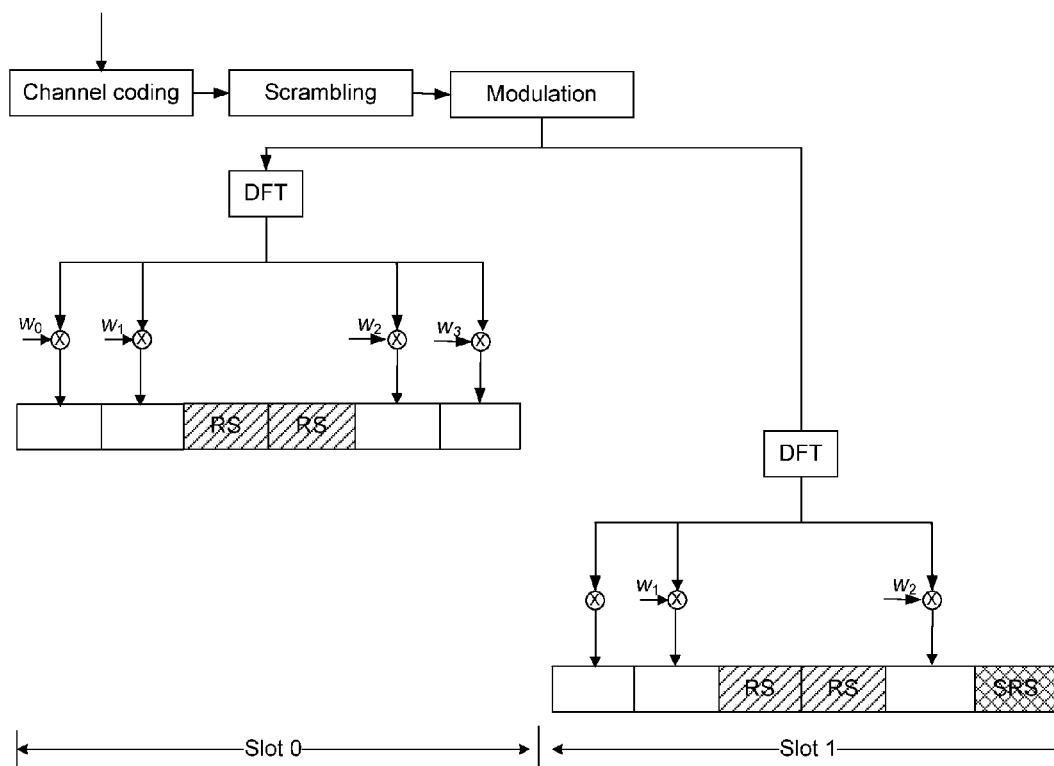 Channel coding
Scrambling
Modulation
DFT
w₀
w₁
w₂
w₃
X
X
X
X
RS
RS
DFT
w₁
w₂
X
X
X
RS
RS
SRS
Slot 0
Slot 1